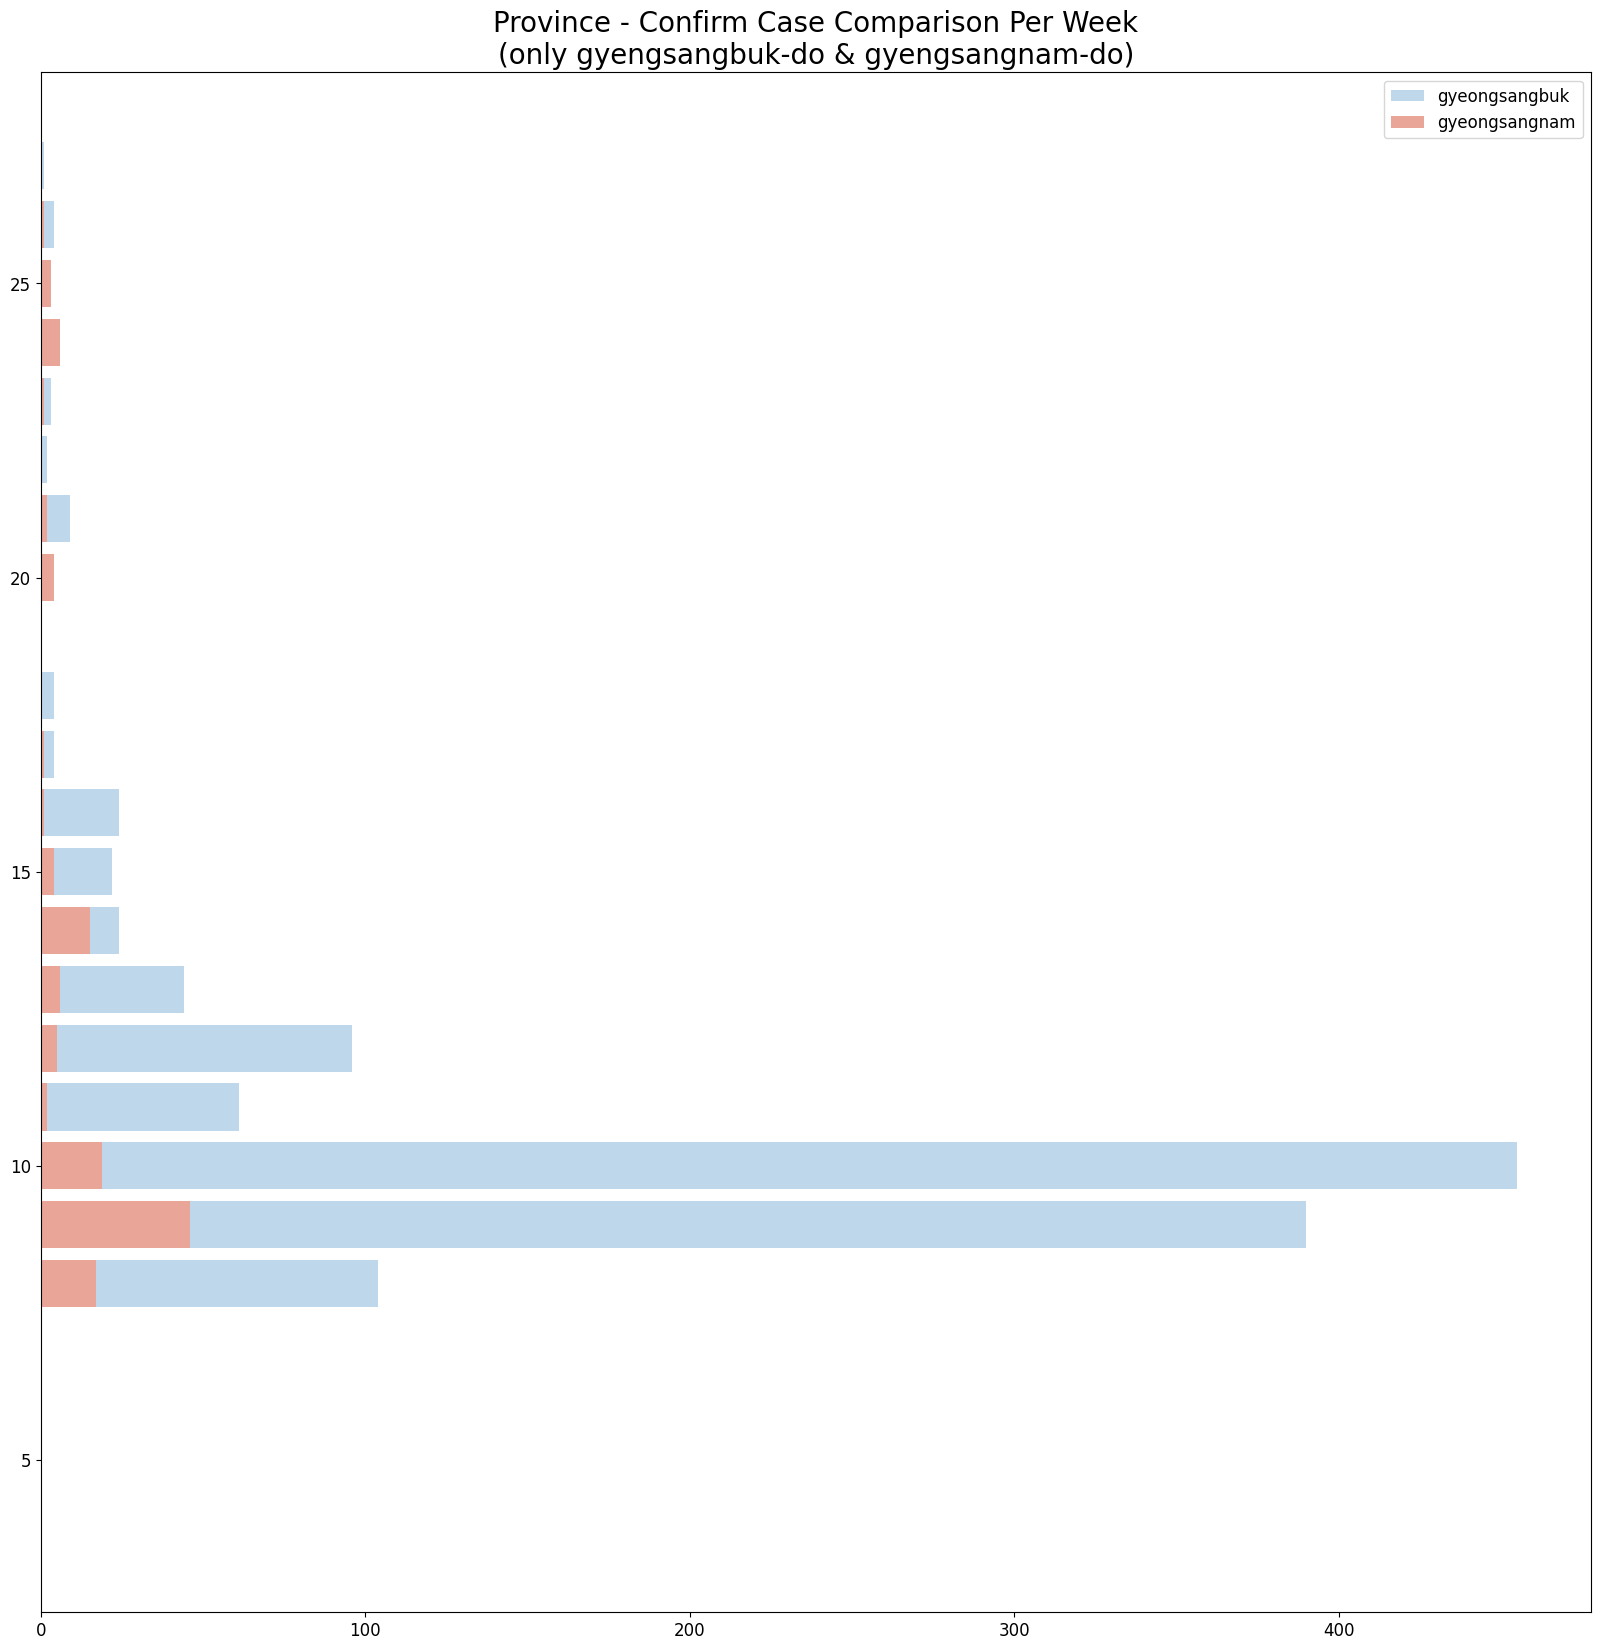 Province - Confirm Case Comparison Per Week
(only gyengsangbuk-do & gyengsangnam-do)
gyeongsangbuk
gyeongsangnam
25
20
15
10
5
0
100
200
300
400